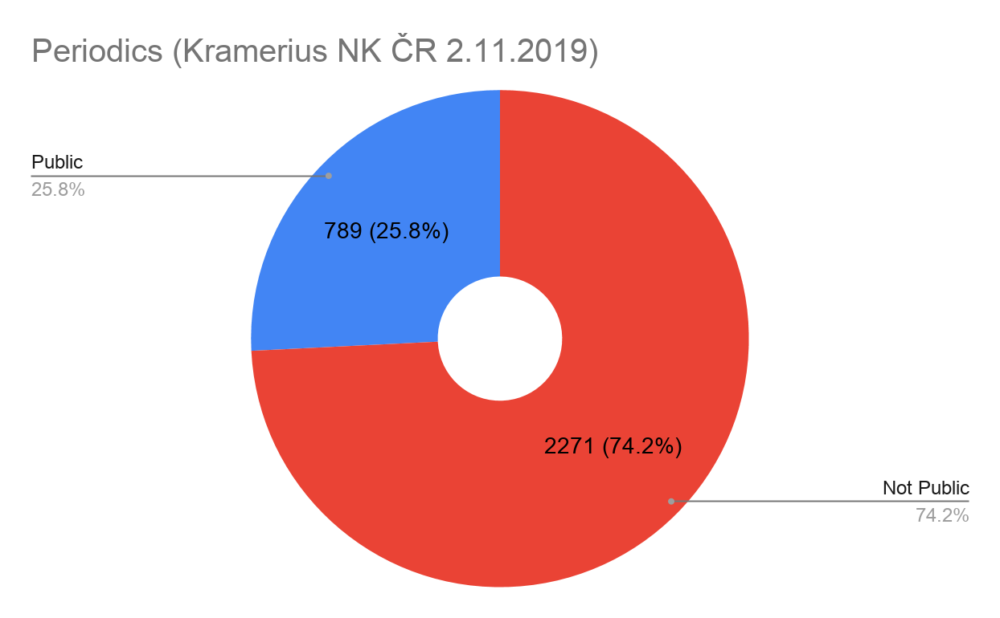 Periodics (Kramerius NK ČR 2.11.2019)
Public
25.8%
789 (25.8%)
2271 (74.2%)
Not Public
74.2%